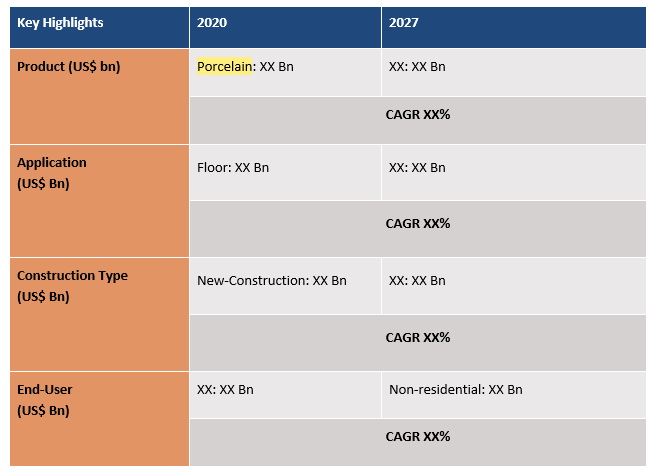 Key Highlights 2020 2027
Product (US$ bn) Porcelain: XX Bn XX: XX Bn
CAGR XX%
Application
(US$ Bn)
Floor: XX Bn XX: XX Bn
CAGR XX%
Construction Type
(US$ Bn)
New-Construction: XX Bn XX: XX Bn
CAGR XX%
End-User
(US$ Bn)
XX: XX Bn Non-residential: XX Bn
CAGR XX%